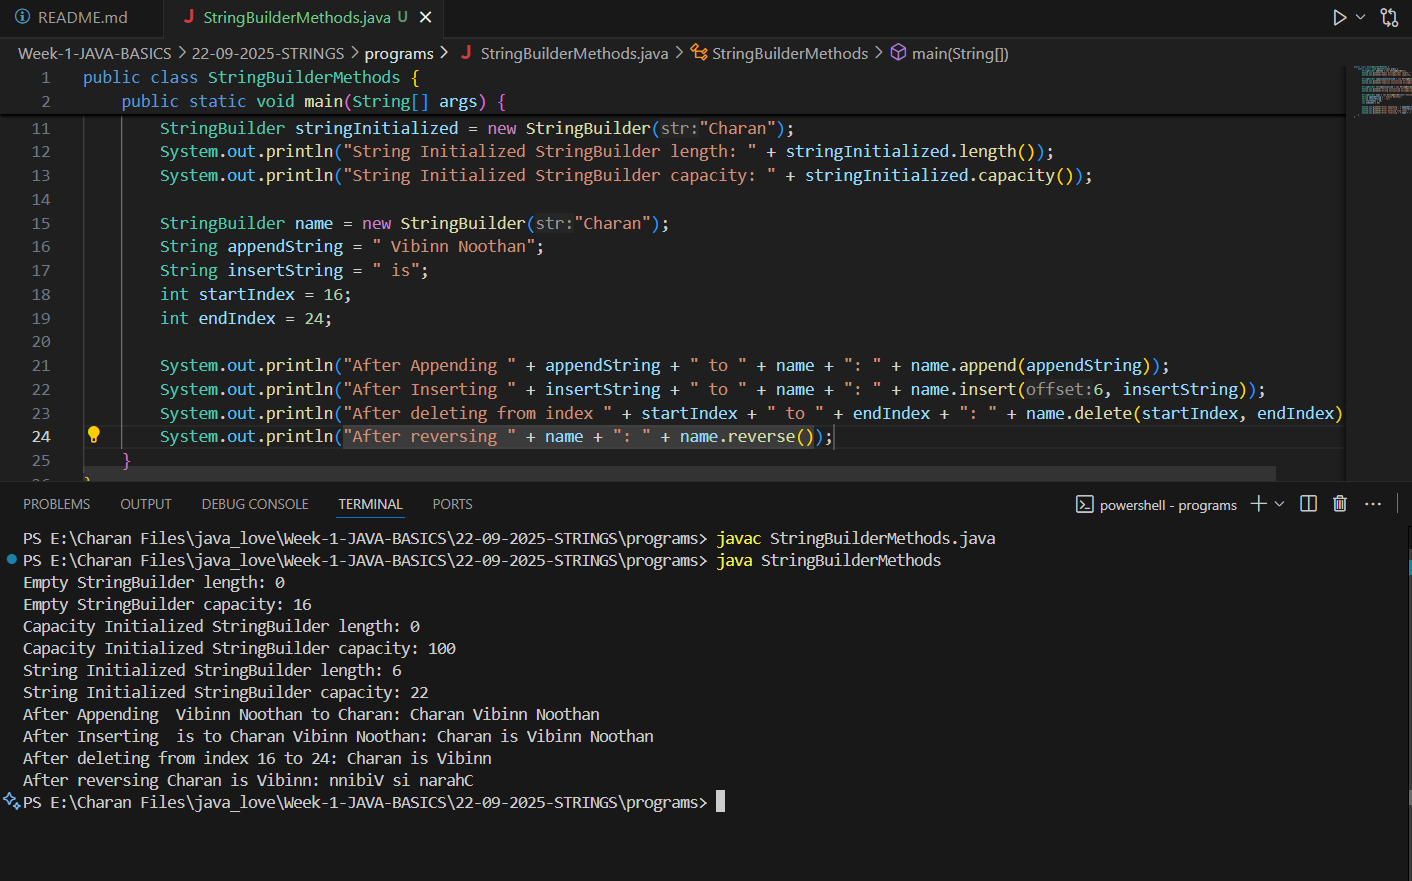 README.md
J StringBuilderMethods.java U
Week-1-JAVA-BASICS > 22-09-2025-STRINGS > programs > J StringBuilderMethods.java > StringBuilderMethods > main(String[])
1 public class StringBuilderMethods {
2 public static void main(String[] args) {
11 StringBuilder stringInitialized = new StringBuilder(str:"Charan");
12 System.out.println("String Initialized StringBuilder length: " + stringInitialized.length());
13 System.out.println("String Initialized StringBuilder capacity: " + stringInitialized.capacity());
14
15 StringBuilder name = new StringBuilder(str:"Charan");
16 String appendString = " Vibinn Noothan";
17 String insertString = " is";
18 int startIndex = 16;
19 int endIndex = 24;
20
21 System.out.println("After Appending " + appendString + " to " + name + ": " + name.append(appendString));
22 System.out.println("After Inserting " + insertString + " to " + name + ": " + name.insert(offset:6, insertString));
23 System.out.println("After deleting from index " + startIndex + " to " + endIndex + ": " + name.delete(startIndex, endIndex)
24 System.out.println("After reversing " + name + ": " + name.reverse());
25 }
PROBLEMS OUTPUT DEBUG CONSOLE TERMINAL PORTS
powershell - programs
PS E:\Charan Files\java_love\Week-1-JAVA-BASICS\22-09-2025-STRINGS\programs> javac StringBuilderMethods.java
PS E:\Charan Files\java_love\Week-1-JAVA-BASICS\22-09-2025-STRINGS\programs> java StringBuilderMethods
Empty StringBuilder length: 0
Empty StringBuilder capacity: 16
Capacity Initialized StringBuilder length: 0
Capacity Initialized StringBuilder capacity: 100
String Initialized StringBuilder length: 6
String Initialized StringBuilder capacity: 22
After Appending  Vibinn Noothan to Charan: Charan Vibinn Noothan
After Inserting  is to Charan Vibinn Noothan: Charan is Vibinn Noothan
After deleting from index 16 to 24: Charan is Vibinn
After reversing Charan is Vibinn: nnibiV si narahC
PS E:\Charan Files\java_love\Week-1-JAVA-BASICS\22-09-2025-STRINGS\programs>